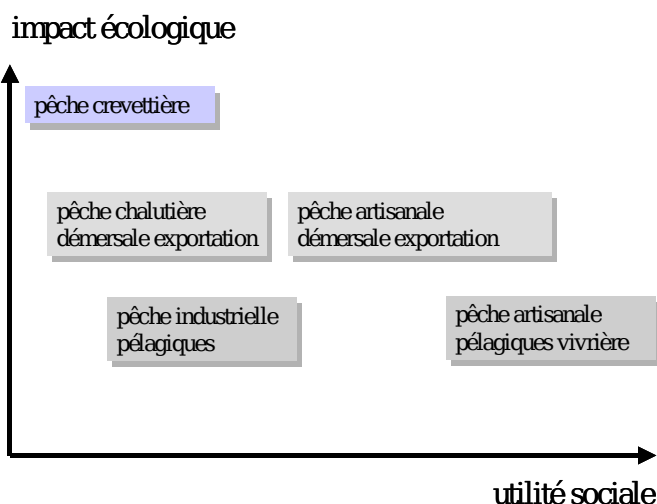 impact écologique
pêche crevettière
pêche chalutière
démersale exportation
pêche artisanale
démersale exportation
pêche industrielle
pélagiques
pêche artisanale
pélagiques vivrière
utilité sociale